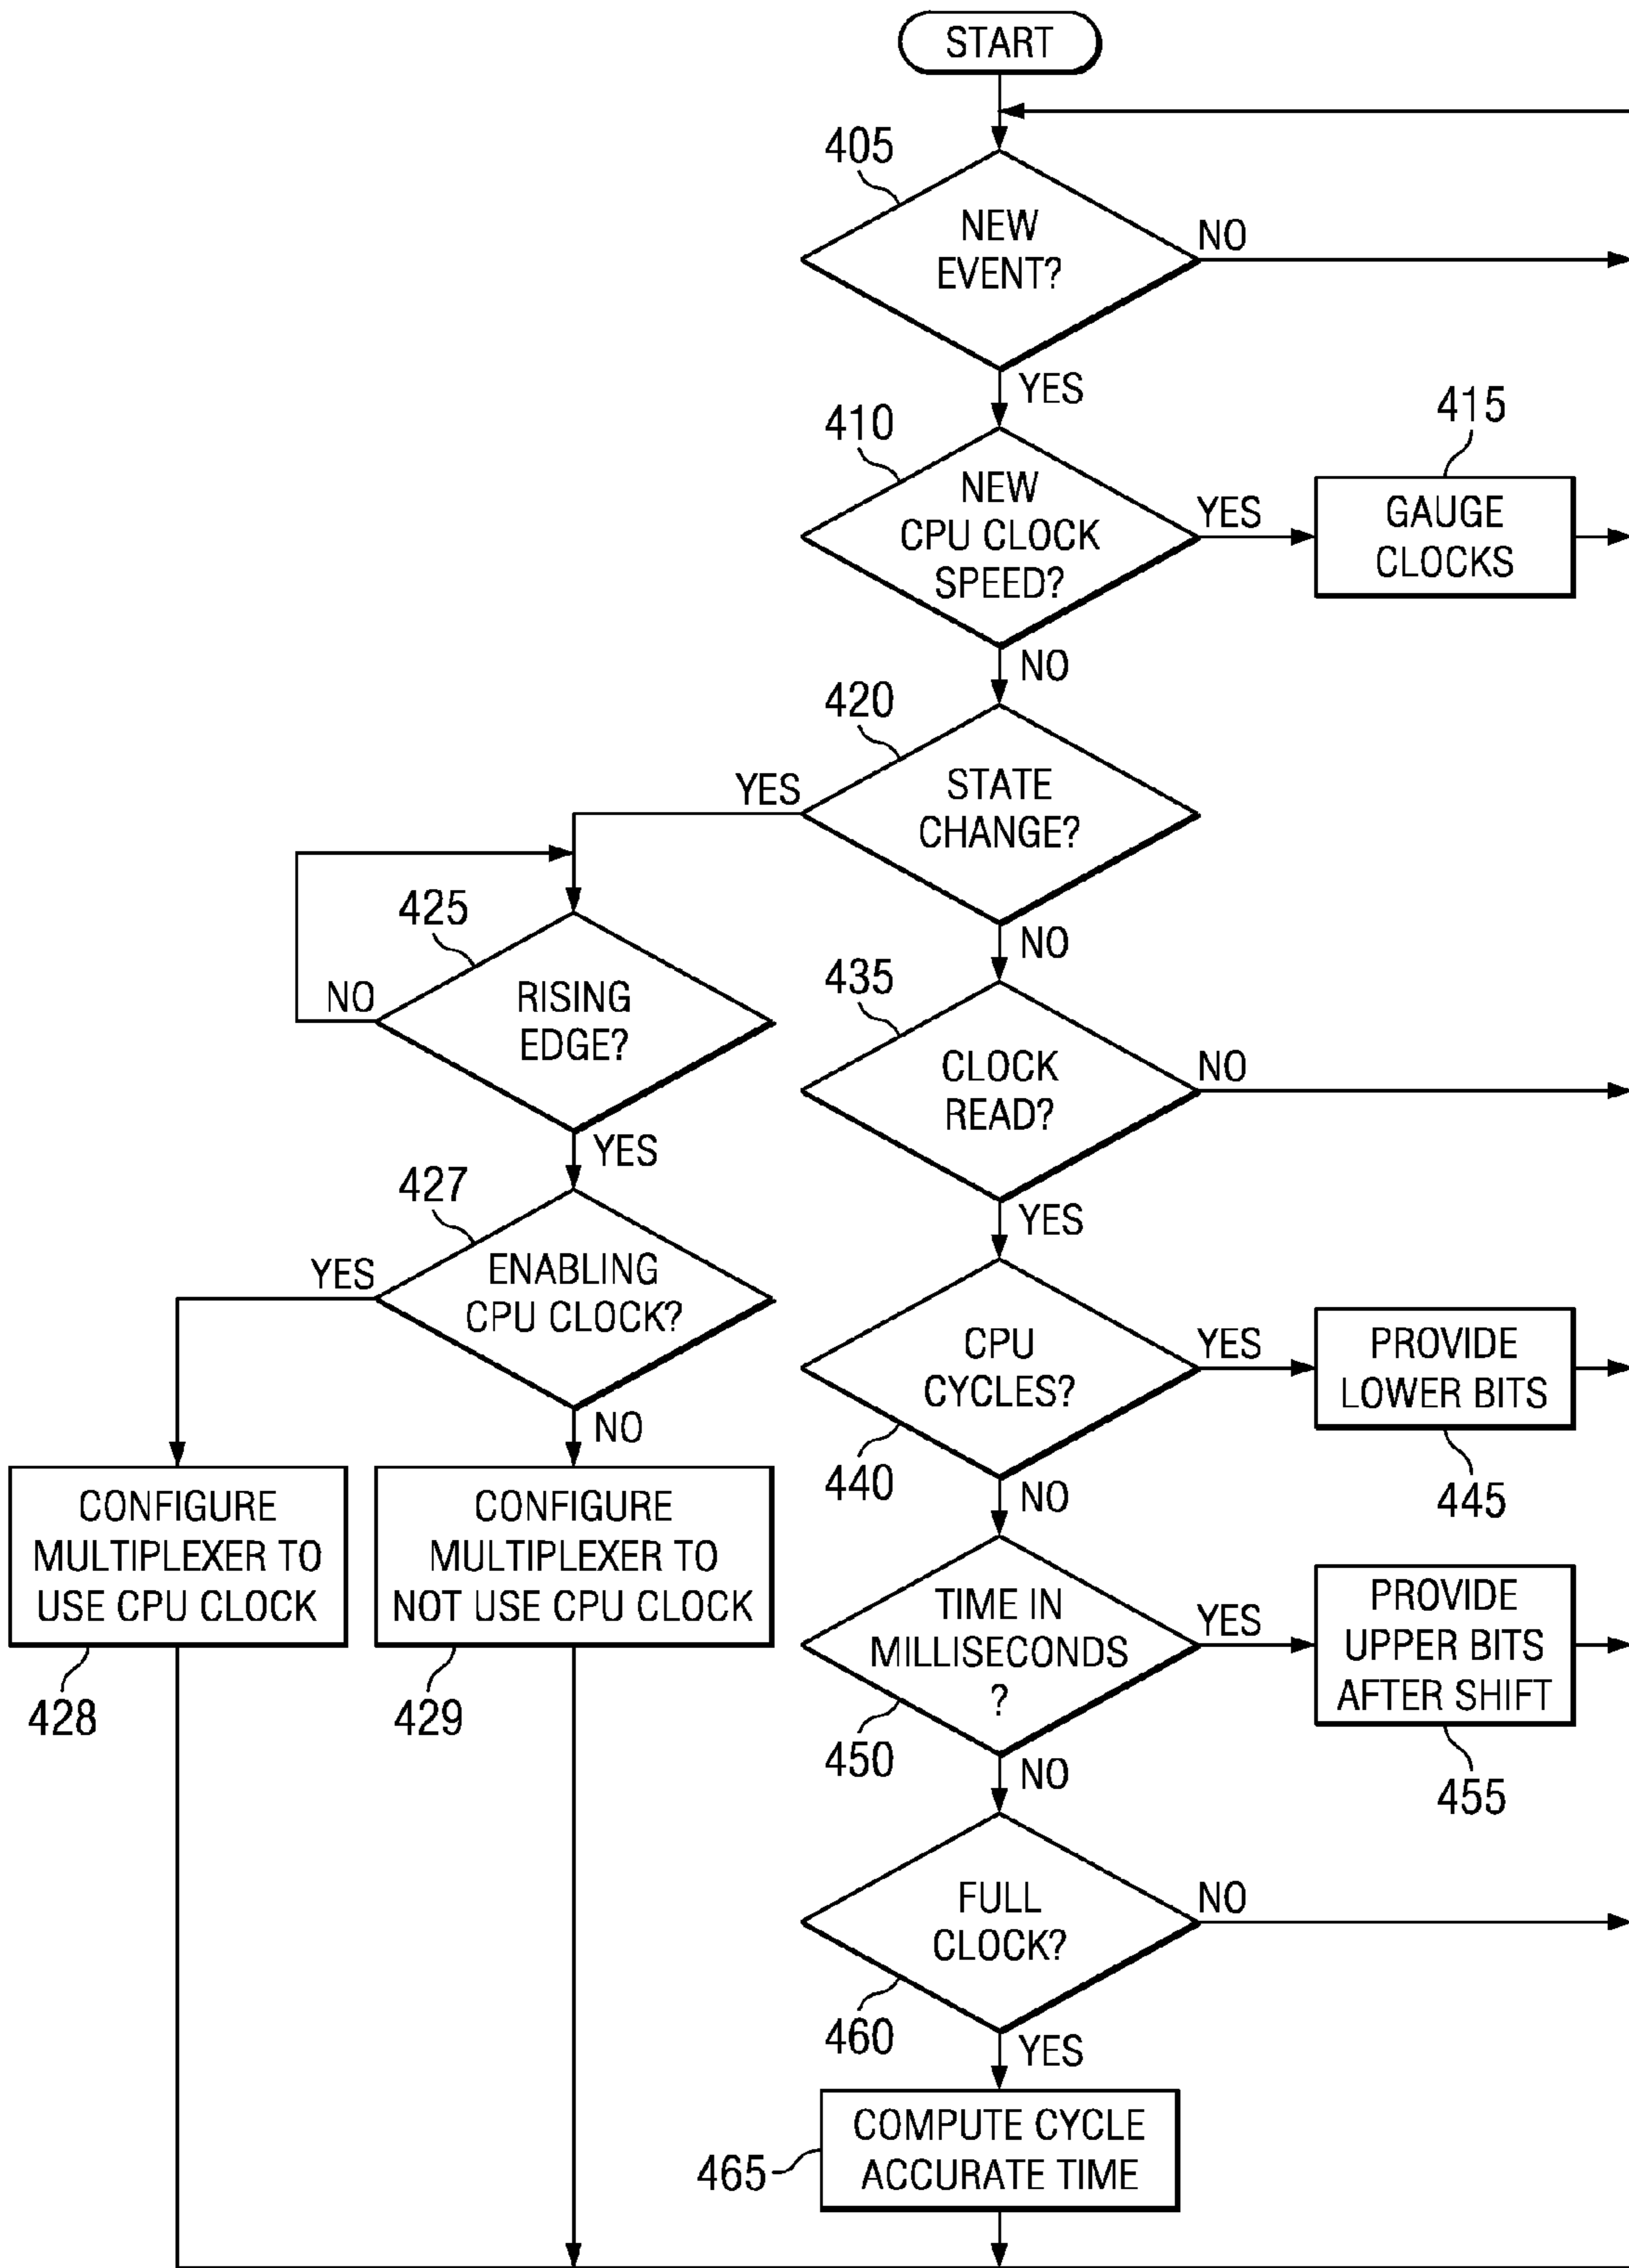 START
405
NEW
EVENT?
NO
YES
410
NEW
CPU CLOCK
SPEED?
YES
415
GAUGE
CLOCKS
NO
420
STATE
CHANGE?
YES
NO
425
RISING
EDGE?
NO
YES
435
CLOCK
READ?
NO
YES
427
ENABLING
CPU CLOCK?
YES
NO
440
CPU
CYCLES?
YES
PROVIDE
LOWER BITS
445
NO
CONFIGURE
MULTIPLEXER TO
USE CPU CLOCK
428
CONFIGURE
MULTIPLEXER TO
NOT USE CPU CLOCK
429
TIME IN
MILLISECONDS
?
450
YES
PROVIDE
UPPER BITS
AFTER SHIFT
455
NO
FULL
CLOCK?
460
NO
YES
COMPUTE CYCLE
ACCURATE TIME
465